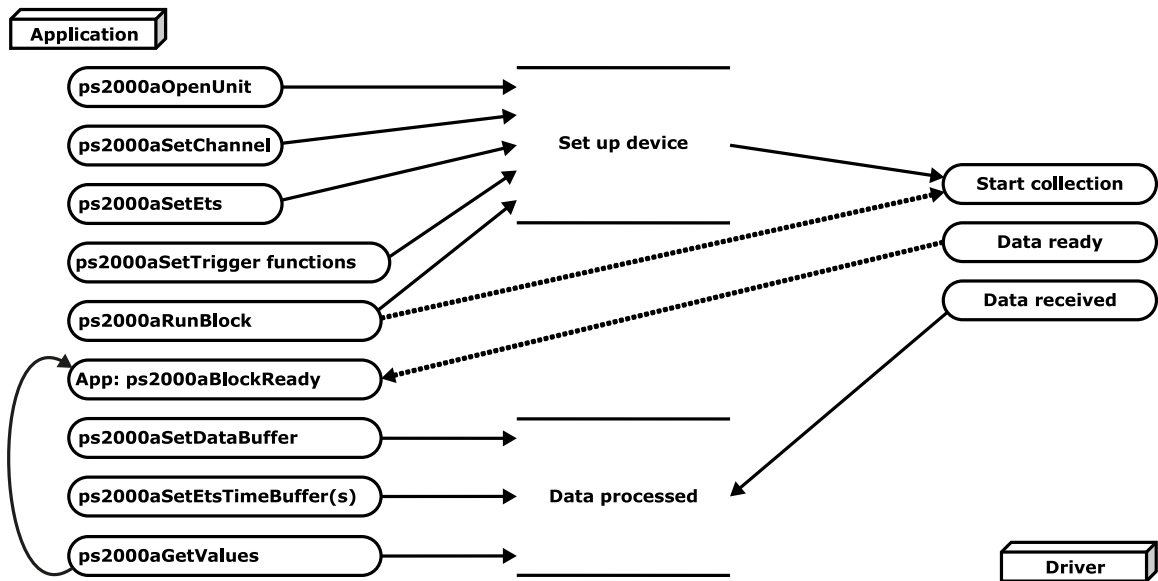 Application
ps2000aOpenUnit
ps2000aSetChannel
ps2000aSetEts
ps2000aSetTrigger functions
ps2000aRunBlock
App: ps2000aBlockReady
ps2000aSetDataBuffer
ps2000aSetEtsTimeBuffer(s)
ps2000aGetValues
Set up device
Data processed
Start collection
Data ready
Data received
Driver